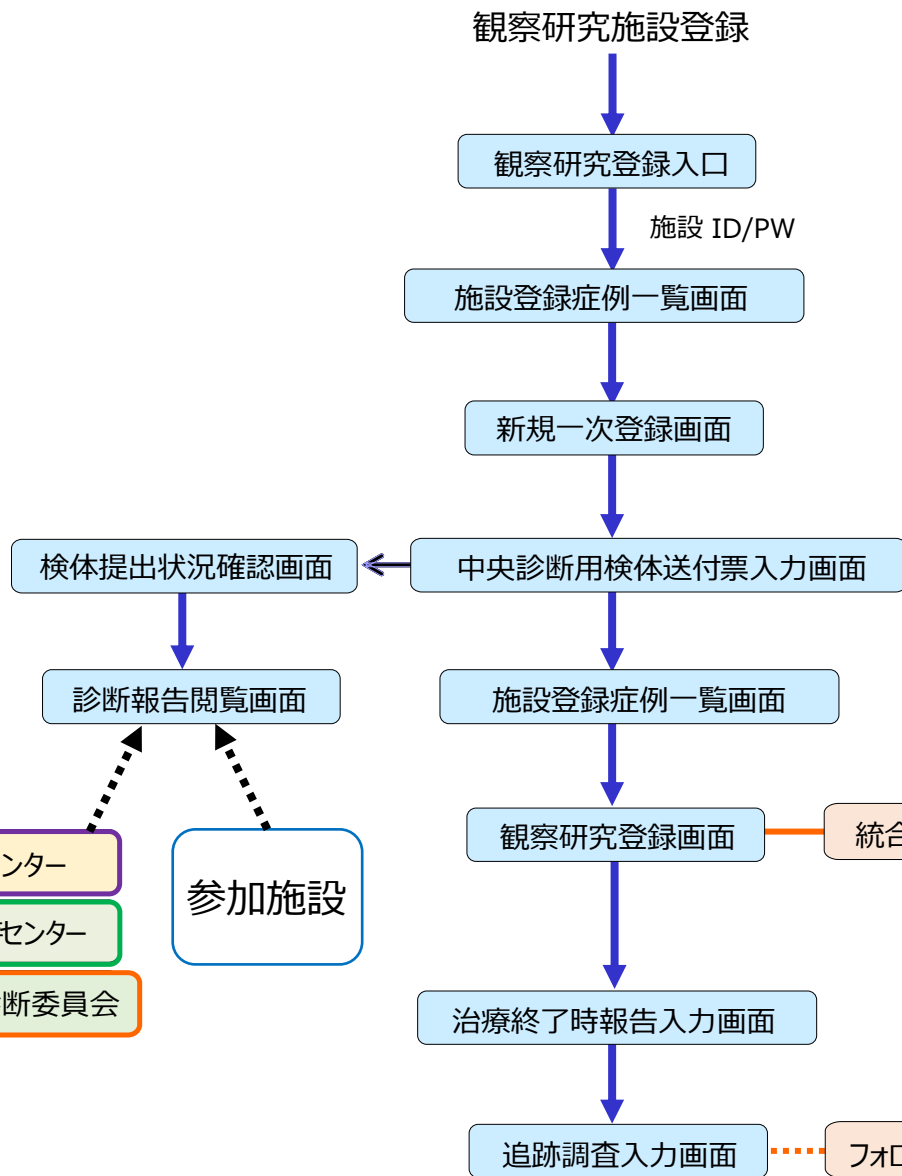 観察研究施設登録
観察研究登録入口
施設 ID/PW
施設登録症例一覧画面
新規一次登録画面
検体提出状況確認画面
中央診断用検体送付票入力画面
診断報告閲覧画面
施設登録症例一覧画面
観察研究登録画面
統合
ンター
センター
断委員会
参加施設
治療終了時報告入力画面
追跡調査入力画面
フォロ